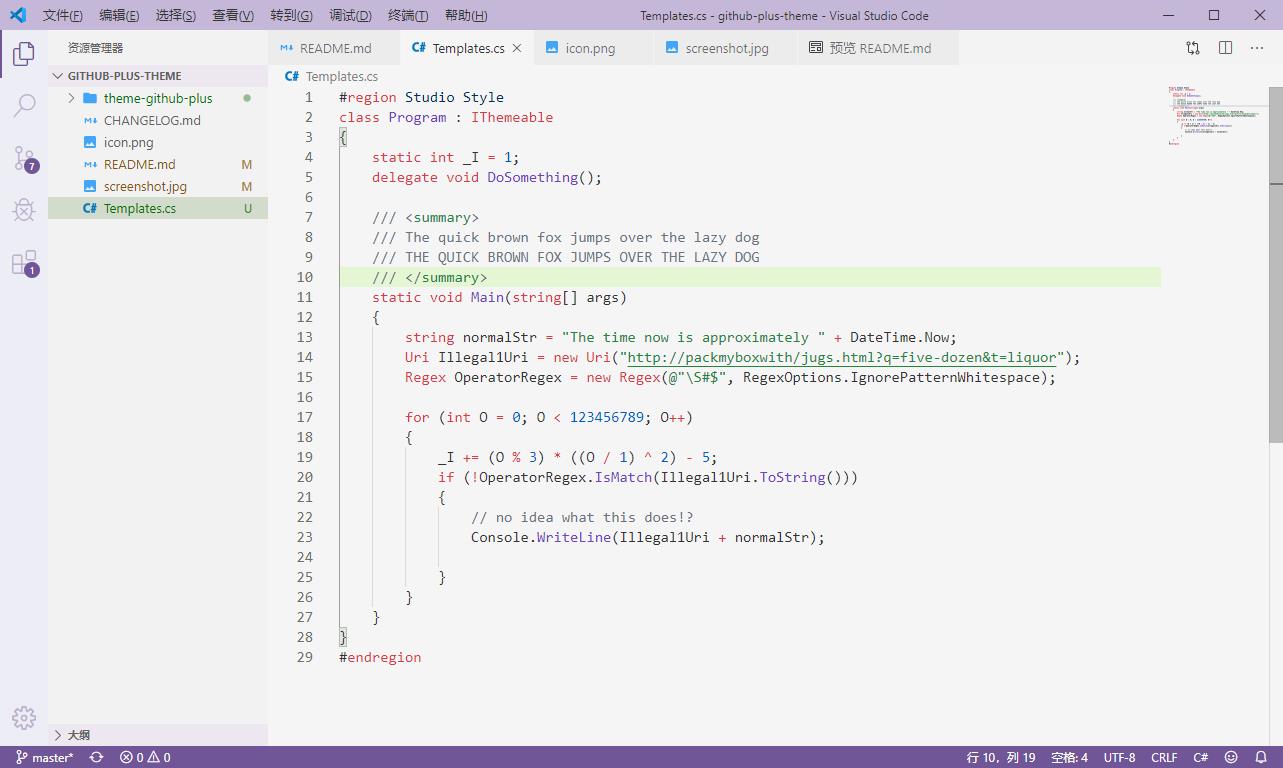 文件(F) 编辑(E) 选择(S) 查看(V) 转到(G) 调试(D) 终端(T) 帮助(H) Templates.cs - github-plus-theme - Visual Studio Code
资源管理器
GITHUB-PLUS-THEME
theme-github-plus
CHANGELOG.md
icon.png
README.md M
screenshot.jpg M
C# Templates.cs U
大纲
7
1
README.md C# Templates.cs icon.png screenshot.jpg 预览 README.md
C# Templates.cs
1 #region Studio Style
2 class Program : IThemeable
3 {
4 static int _I = 1;
5 delegate void DoSomething();
6
7 /// <summary>
8 /// The quick brown fox jumps over the lazy dog
9 /// THE QUICK BROWN FOX JUMPS OVER THE LAZY DOG
10 /// </summary>
11 static void Main(string[] args)
12 {
13 string normalStr = "The time now is approximately " + DateTime.Now;
14 Uri Illegal1Uri = new Uri("http://packmyboxwith/jugs.html?q=five-dozen&t=liquor");
15 Regex OperatorRegex = new Regex(@"\S#$", RegexOptions.IgnorePatternWhitespace);
16
17 for (int O = 0; O < 123456789; O++)
18 {
19 _I += (O % 3) * ((O / 1) ^ 2) - 5;
20 if (!OperatorRegex.IsMatch(Illegal1Uri.ToString()))
21 {
22 // no idea what this does!?
23 Console.WriteLine(Illegal1Uri + normalStr);
24
25 }
26 }
27 }
28 }
29 #endregion
master* 0 0 行 10，列 19 空格: 4 UTF-8 CRLF C#